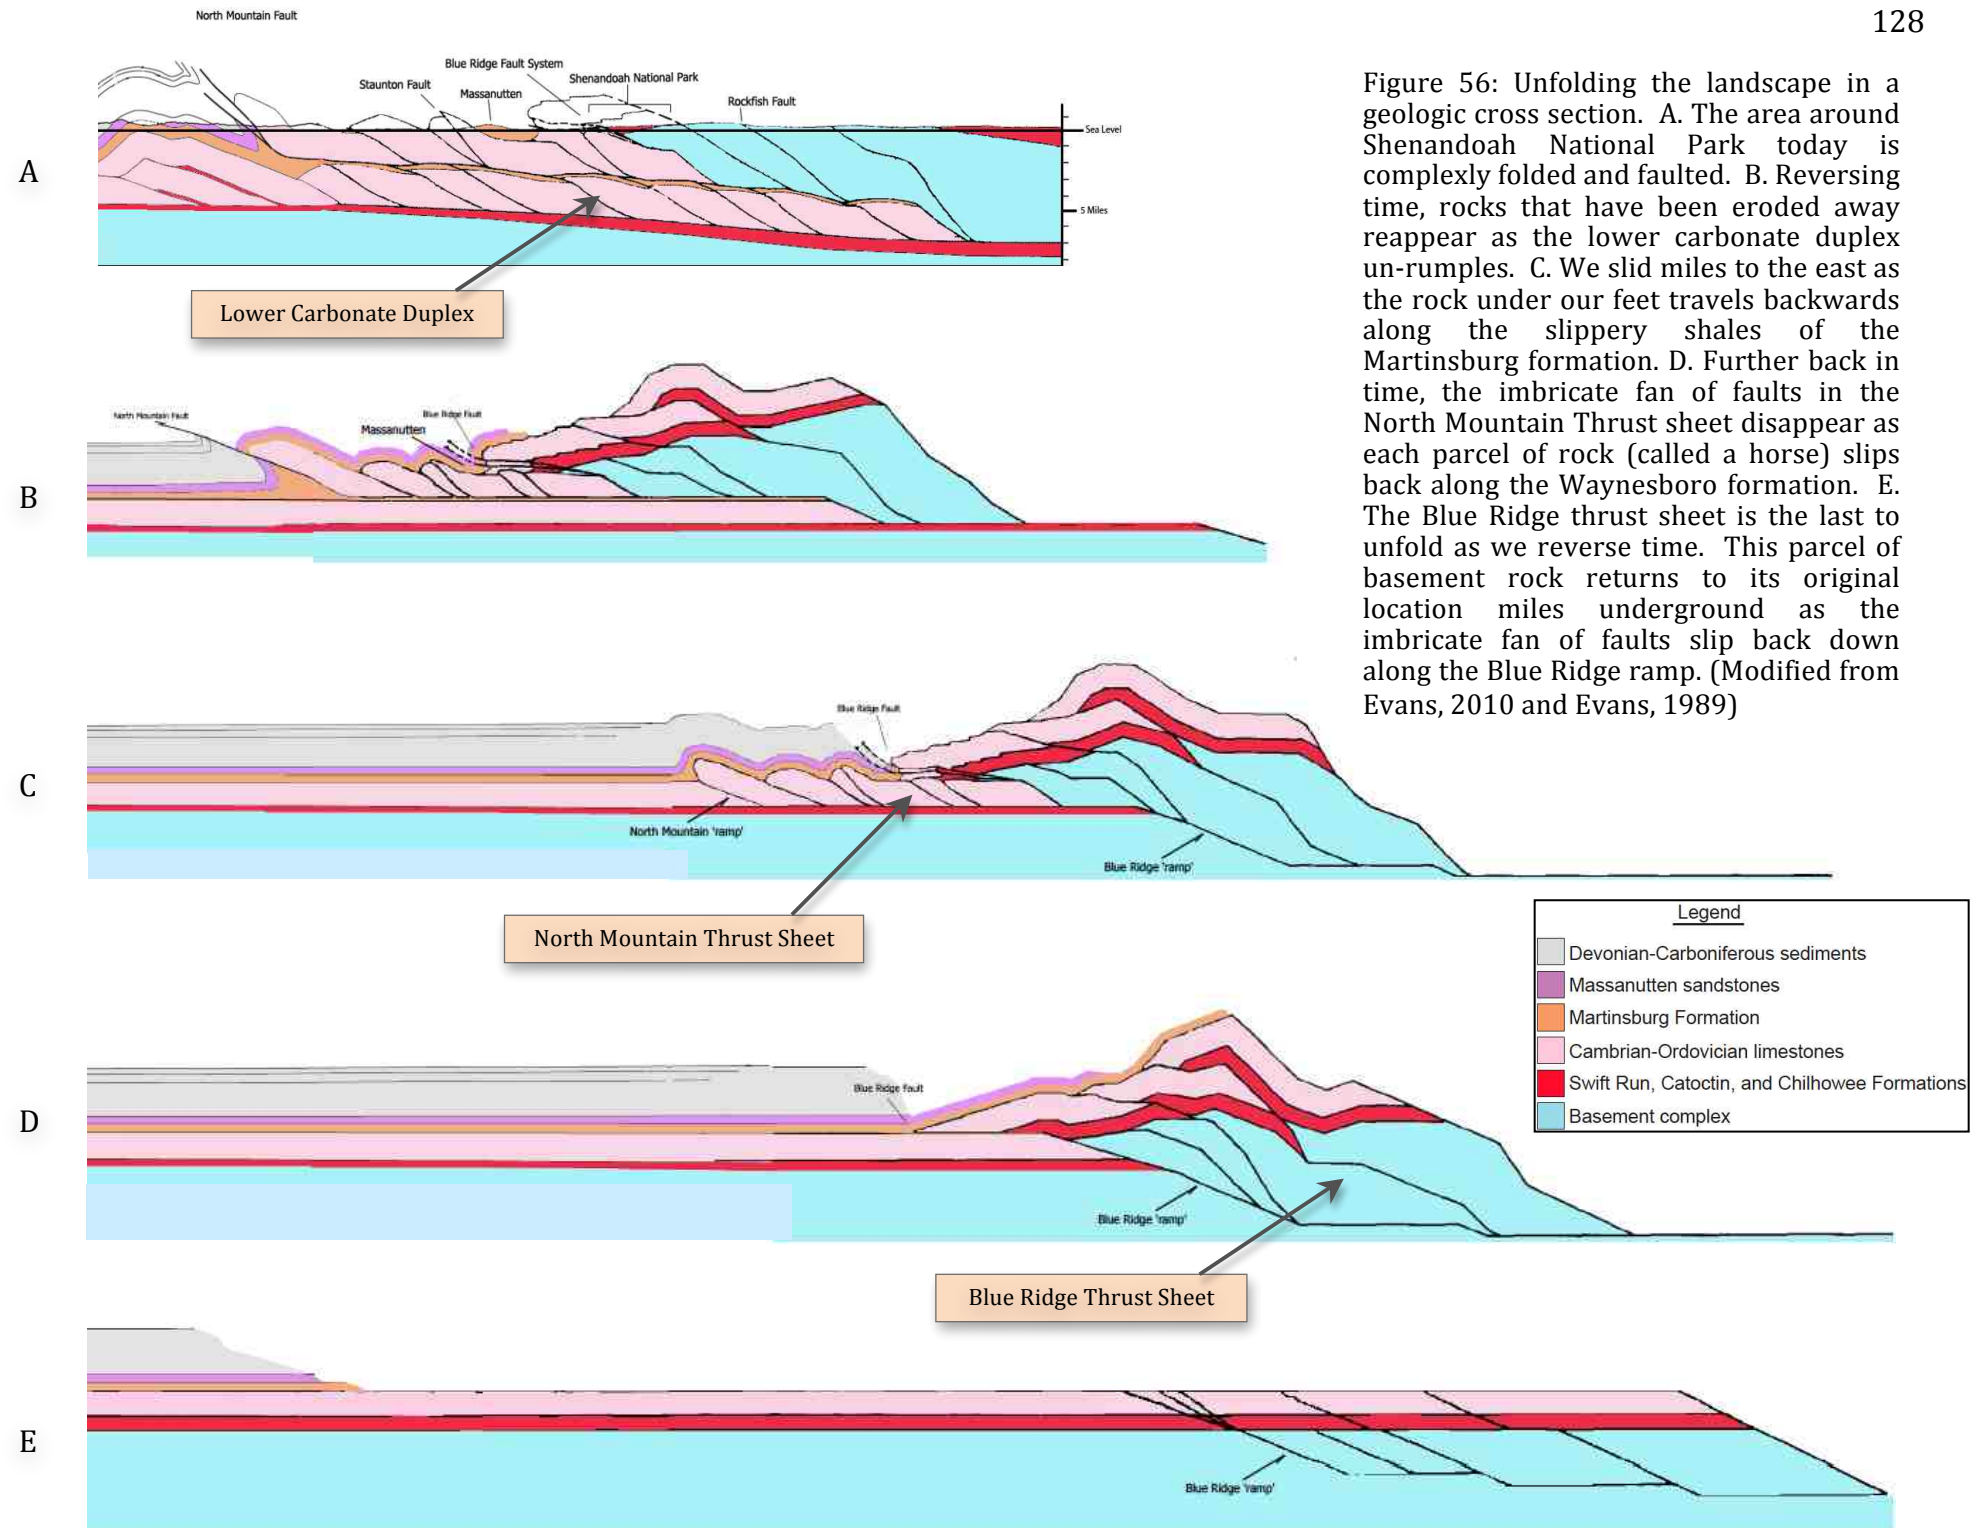 128
North Mountain Fault
Blue Ridge Fault System
Staunton Fault
Shenandoah National Park
Massanutten
Rockfish Fault
Sea Level
A
5 Miles
Lower Carbonate Duplex
Figure 56: Unfolding the landscape in a
geologic cross section. A. The area around
Shenandoah National Park today is
complexly folded and faulted. B. Reversing
time, rocks that have been eroded away
reappear as the lower carbonate duplex
un-rumples. C. We slid miles to the east as
the rock under our feet travels backwards
along the slippery shales of the
Martinsburg formation. D. Further back in
time, the imbricate fan of faults in the
North Mountain Thrust sheet disappear as
each parcel of rock (called a horse) slips
back along the Waynesboro formation. E.
The Blue Ridge thrust sheet is the last to
unfold as we reverse time. This parcel of
basement rock returns to its original
location miles underground as the
imbricate fan of faults slip back down
along the Blue Ridge ramp. (Modified from
Evans, 2010 and Evans, 1989)
North Mountain Fault
Blue Ridge Fault
Massanutten
B
Blue Ridge Fault
C
North Mountain 'ramp'
Blue Ridge 'ramp'
North Mountain Thrust Sheet
Legend
Devonian-Carboniferous sediments
Massanutten sandstones
Martinsburg Formation
Cambrian-Ordovician limestones
Swift Run, Catoctin, and Chilhowee Formations
Basement complex
Blue Ridge Fault
D
Blue Ridge 'ramp'
Blue Ridge Thrust Sheet
E
Blue Ridge 'ramp'